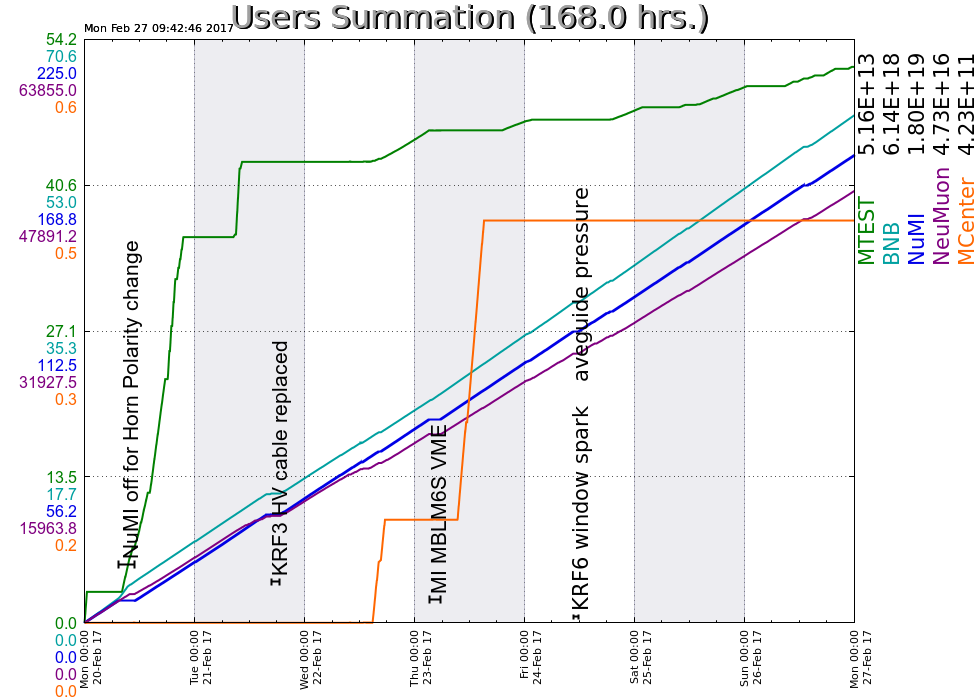 Users Summation (168.0 hrs.)
Mon Feb 27 09:42:46 2017
54.2
70.6
225.0
63855.0
0.6
40.6
53.0
168.8
47891.2
0.5
27.1
35.3
112.5
31927.5
0.3
13.5
17.7
56.2
15963.8
0.2
0.0
0.0
0.0
0.0
0.0
NuMI off for Horn Polarity change
KRF3 HV cable replaced
MI MBLM6S VME
KRF6 window spark aveguide pressure
Mon 00:00
20-Feb 17
Tue 00:00
21-Feb 17
Wed 00:00
22-Feb 17
Thu 00:00
23-Feb 17
Fri 00:00
24-Feb 17
Sat 00:00
25-Feb 17
Sun 00:00
26-Feb 17
Mon 00:00
27-Feb 17
MTEST 5.16E+13
BNB 6.14E+18
NuMI 1.80E+19
NeuMuon 4.73E+16
MCenter 4.23E+11